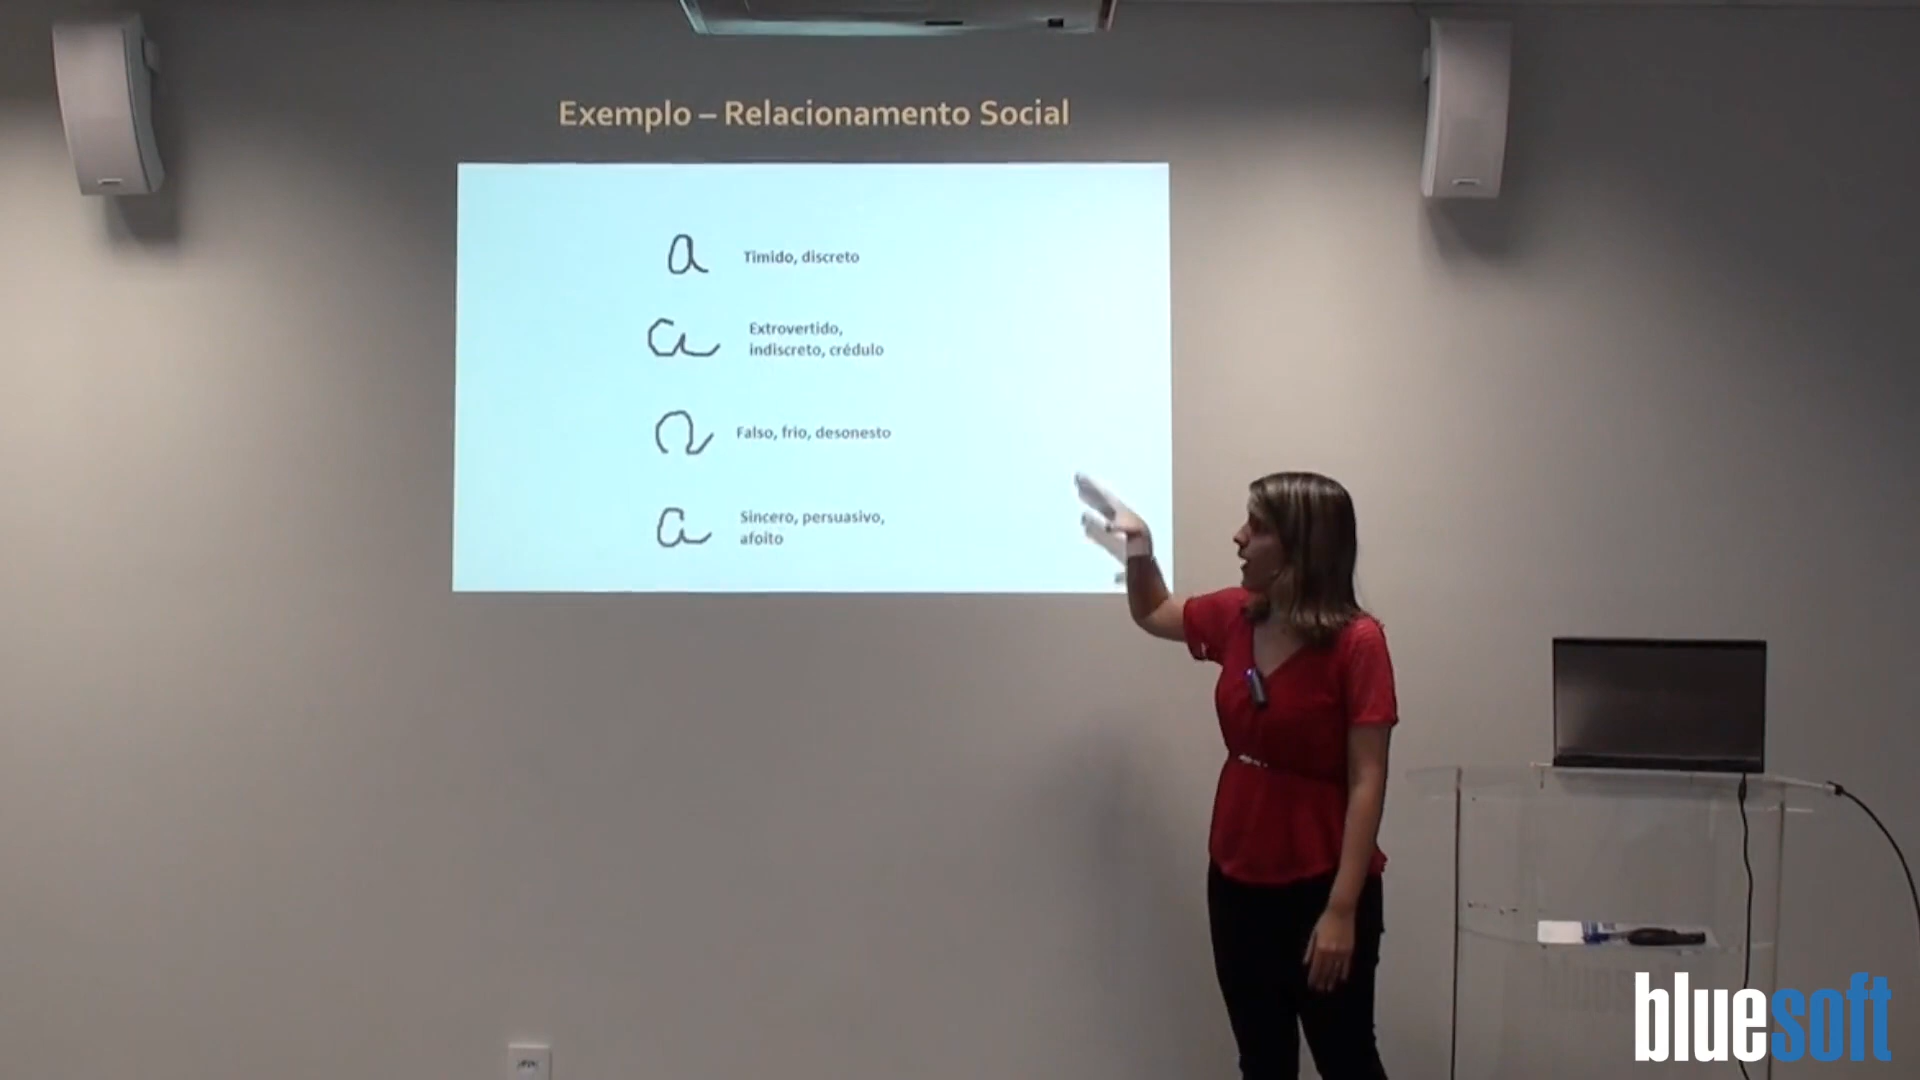 Exemplo – Relacionamento Social
a
Tímido, discreto
a
Extrovertido,
indiscreto, crédulo
a
Falso, frio, desonesto
a
Sincero, persuasivo,
afoito
bluesoft